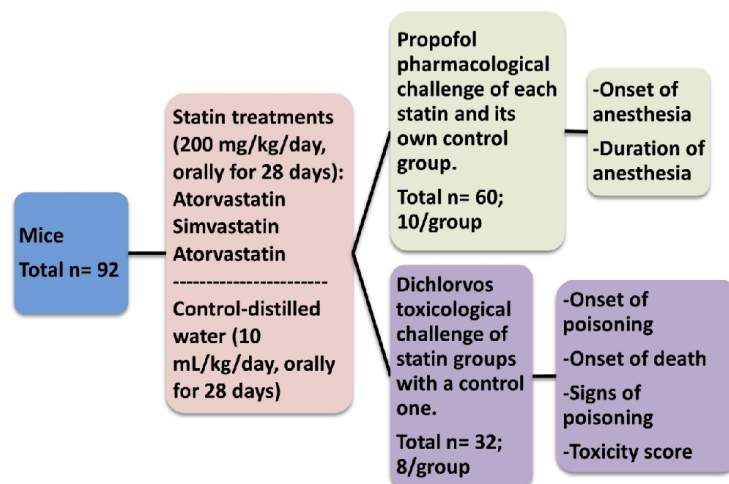 Mice
Total n= 92
Statin treatments
(200 mg/kg/day,
orally for 28 days):
Atorvastatin
Simvastatin
Atorvastatin
-----------------------
Control-distilled
water (10
mL/kg/day, orally
for 28 days)
Propofol
pharmacological
challenge of each
statin and its
own control
group.
Total n= 60;
10/group
-Onset of
anesthesia
-Duration of
anesthesia
Dichlorvos
toxicological
challenge of
statin groups
with a control
one.
Total n= 32;
8/group
-Onset of
poisoning
-Onset of death
-Signs of
poisoning
-Toxicity score